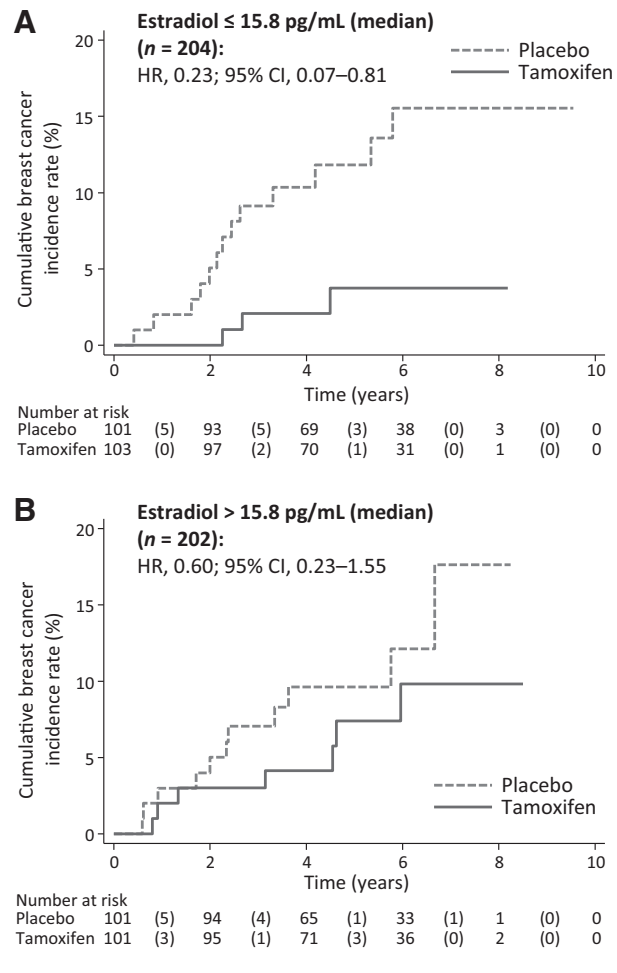 A
Estradiol ≤ 15.8 pg/mL (median)
(n = 204):
HR, 0.23; 95% CI, 0.07–0.81
Placebo
Tamoxifen
Cumulative breast cancer
incidence rate (%)
20
15
10
5
0
0 2 4 6 8 10
Time (years)
Number at risk
Placebo 101 (5) 93 (5) 69 (3) 38 (0) 3 (0) 0
Tamoxifen 103 (0) 97 (2) 70 (1) 31 (0) 1 (0) 0
B
Estradiol > 15.8 pg/mL (median)
(n = 202):
HR, 0.60; 95% CI, 0.23–1.55
Cumulative breast cancer
incidence rate (%)
20
15
10
5
0
Placebo
Tamoxifen
0 2 4 6 8 10
Time (years)
Number at risk
Placebo 101 (5) 94 (4) 65 (1) 33 (1) 1 (0) 0
Tamoxifen 101 (3) 95 (1) 71 (3) 36 (0) 2 (0) 0